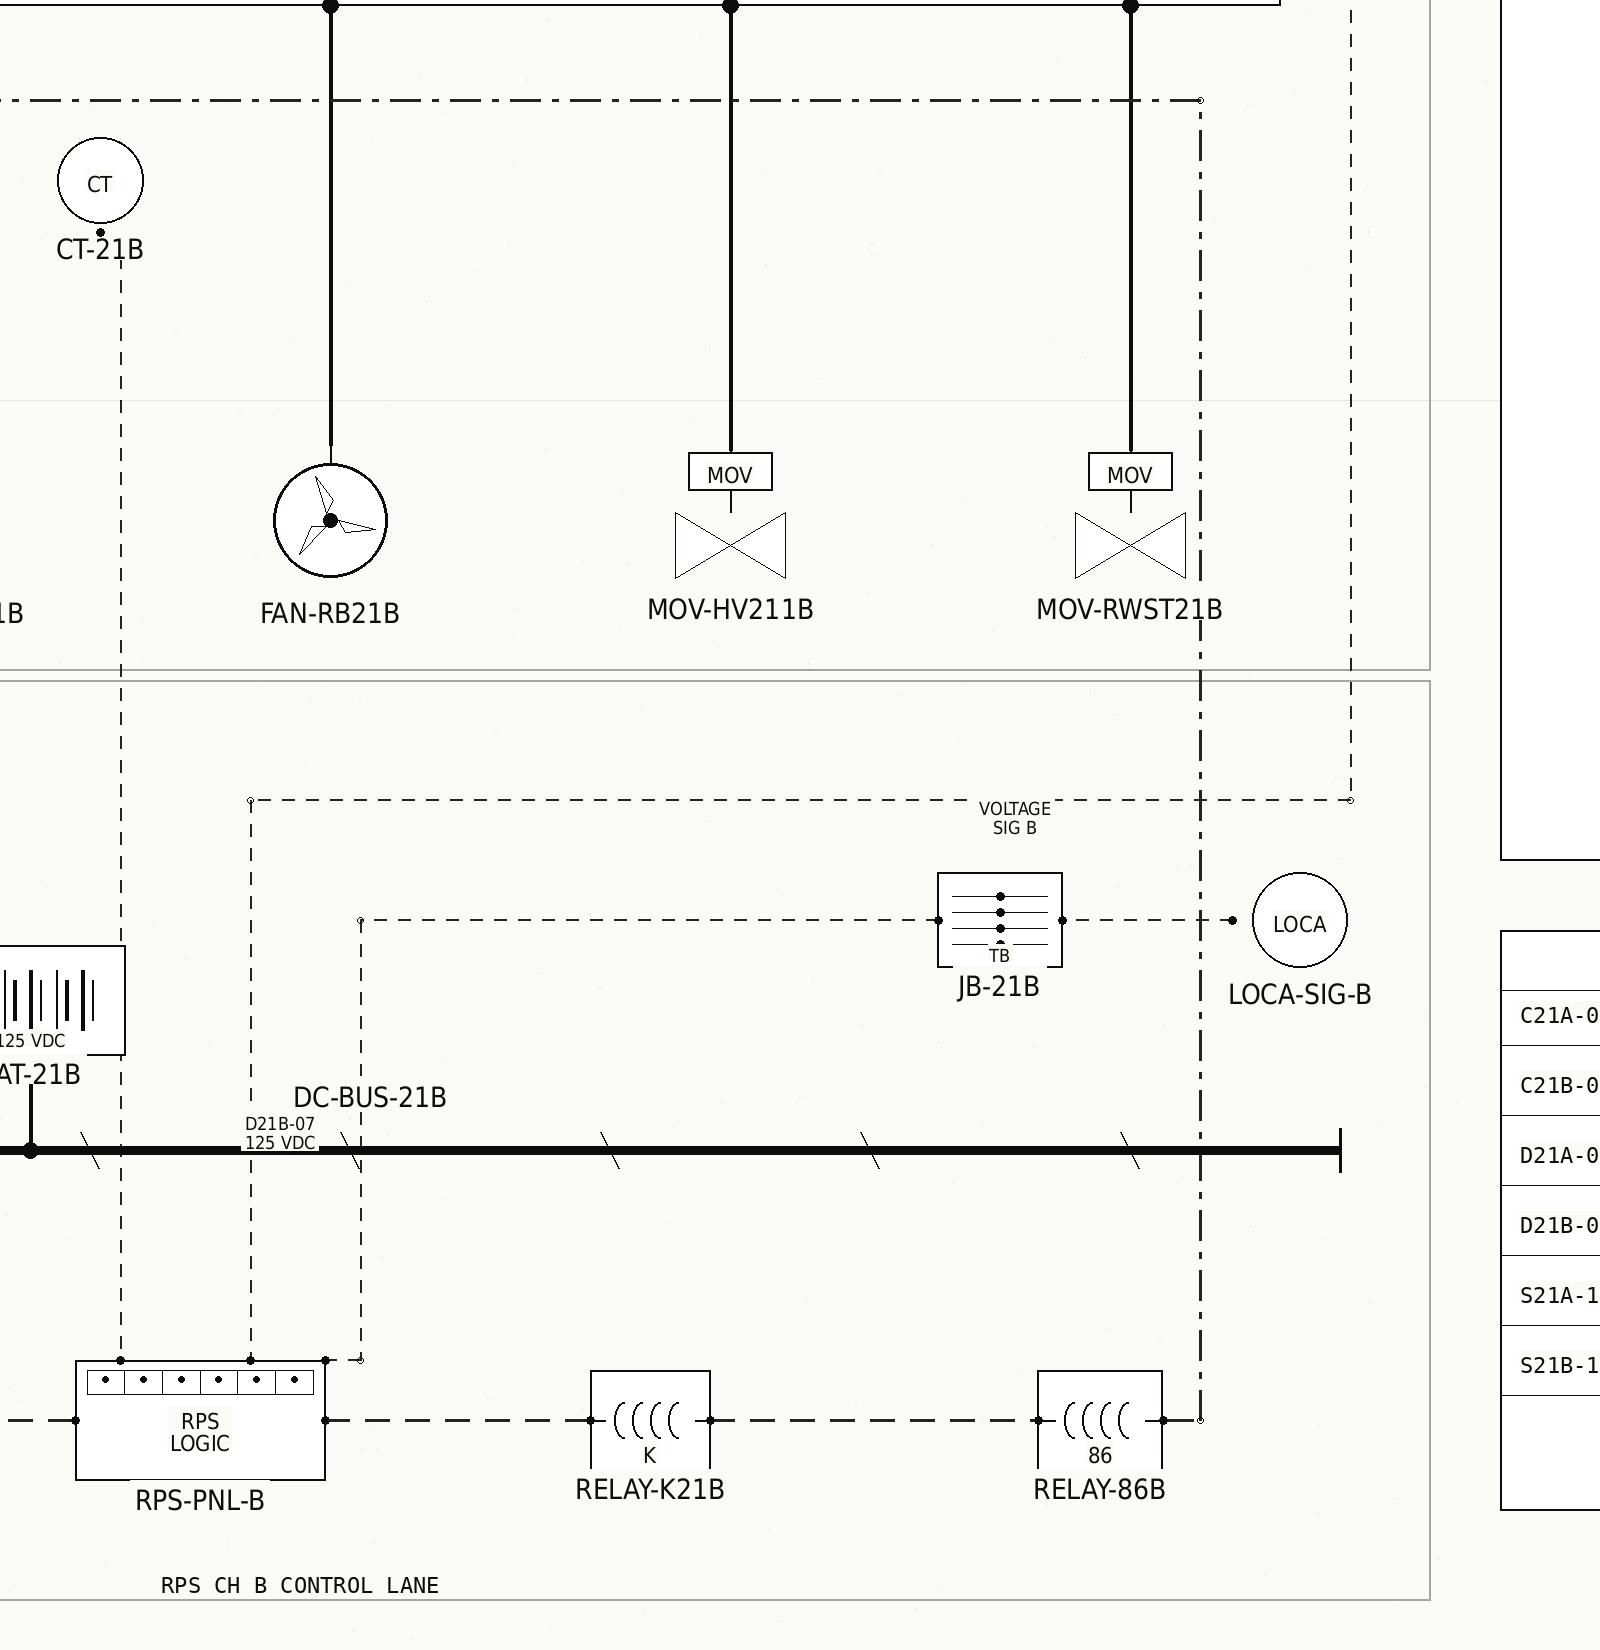 CT
CT-21B
MOV
MOV
1B
FAN-RB21B
MOV-HV211B
MOV-RWST21B
VOLTAGE
SIG B
TB
JB-21B
LOCA
LOCA-SIG-B
125 VDC
AT-21B
DC-BUS-21B
D21B-07
125 VDC
RPS
LOGIC
RPS-PNL-B
K
RELAY-K21B
86
RELAY-86B
RPS CH B CONTROL LANE
C21A-0
C21B-0
D21A-0
D21B-0
S21A-1
S21B-1